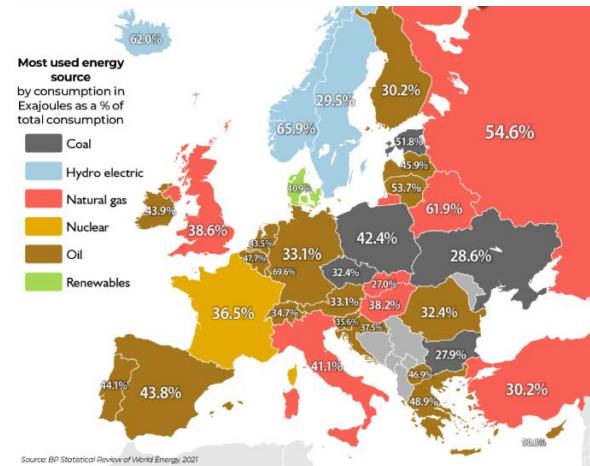 Most used energy
source
by consumption in
Exajoules as a % of
total consumption
Coal
Hydro electric
Natural gas
Nuclear
Oil
Renewables
62.0%
65.9%
29.5%
30.2%
54.6%
51.8%
45.9%
53.7%
40.9%
61.9%
43.9%
38.6%
43.5%
47.7%
69.6%
33.1%
42.4%
32.4%
28.6%
27.0%
36.5%
34.7%
33.1%
38.2%
32.4%
35.6%
37.5%
41.1%
27.9%
44.1%
43.8%
46.9%
48.9%
30.2%
Source: BP Statistical Review of World Energy, 2021